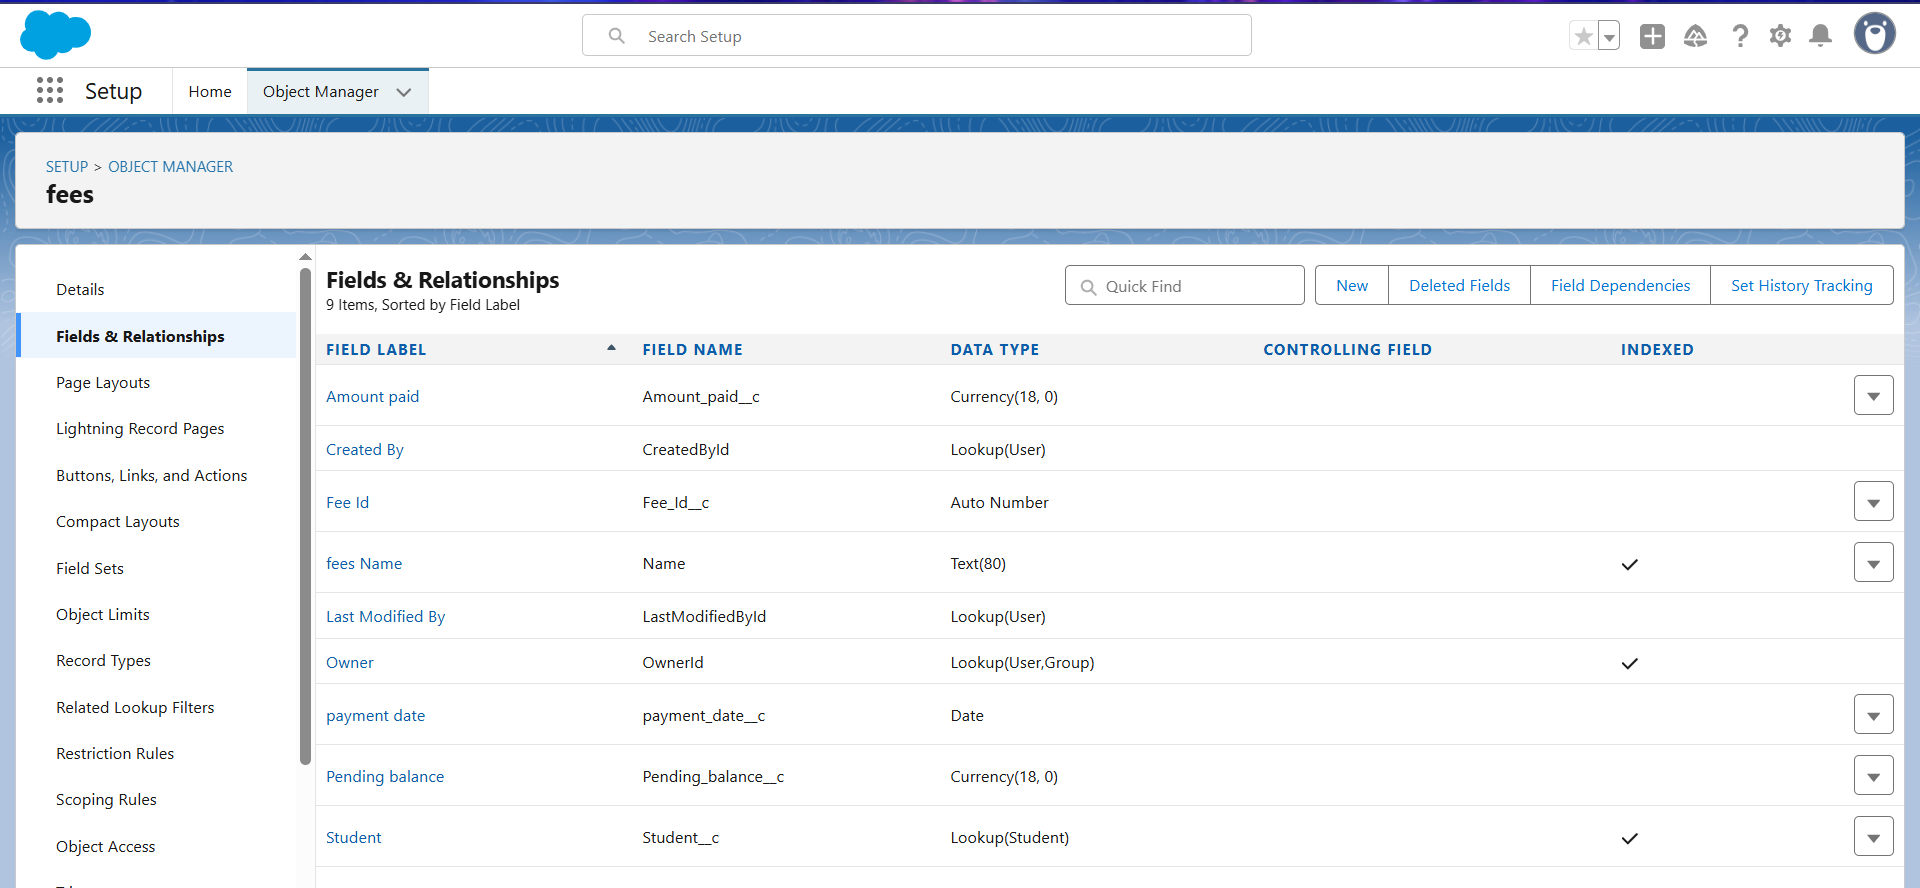 Search Setup
Setup
Home
Object Manager
SETUP > OBJECT MANAGER
fees
Details
Fields & Relationships
Page Layouts
Lightning Record Pages
Buttons, Links, and Actions
Compact Layouts
Field Sets
Object Limits
Record Types
Related Lookup Filters
Restriction Rules
Scoping Rules
Object Access
Fields & Relationships
9 Items, Sorted by Field Label
Quick Find
New
Deleted Fields
Field Dependencies
Set History Tracking
FIELD LABEL FIELD NAME DATA TYPE CONTROLLING FIELD INDEXED
Amount paid Amount_paid__c Currency(18, 0)
Created By CreatedById Lookup(User)
Fee Id Fee_Id__c Auto Number
fees Name Name Text(80)
Last Modified By LastModifiedById Lookup(User)
Owner OwnerId Lookup(User,Group)
payment date payment_date__c Date
Pending balance Pending_balance__c Currency(18, 0)
Student Student__c Lookup(Student)